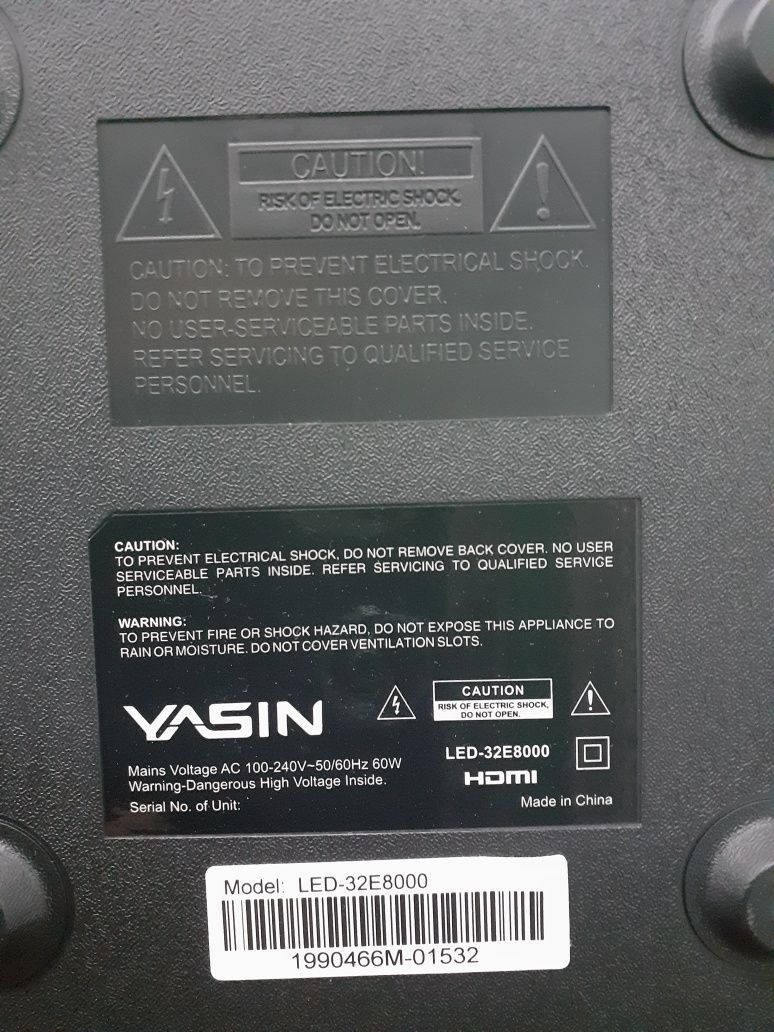 CAUTION!
RISK OF ELECTRIC SHOCK.
DO NOT OPEN.
CAUTION: TO PREVENT ELECTRICAL SHOCK.
DO NOT REMOVE THIS COVER.
NO USER-SERVICEABLE PARTS INSIDE.
REFER SERVICING TO QUALIFIED SERVICE
PERSONNEL.
CAUTION:
TO PREVENT ELECTRICAL SHOCK, DO NOT REMOVE BACK COVER. NO USER
SERVICEABLE PARTS INSIDE. REFER SERVICING TO QUALIFIED SERVICE
PERSONNEL.
WARNING:
TO PREVENT FIRE OR SHOCK HAZARD, DO NOT EXPOSE THIS APPLIANCE TO
RAIN OR MOISTURE. DO NOT COVER VENTILATION SLOTS.
YASIN
CAUTION
RISK OF ELECTRIC SHOCK,
DO NOT OPEN.
Mains Voltage AC 100-240V~50/60Hz 60W
Warning-Dangerous High Voltage Inside.
Serial No. of Unit:
LED-32E8000
HDMI
Made in China
Model: LED-32E8000
1990466M-01532